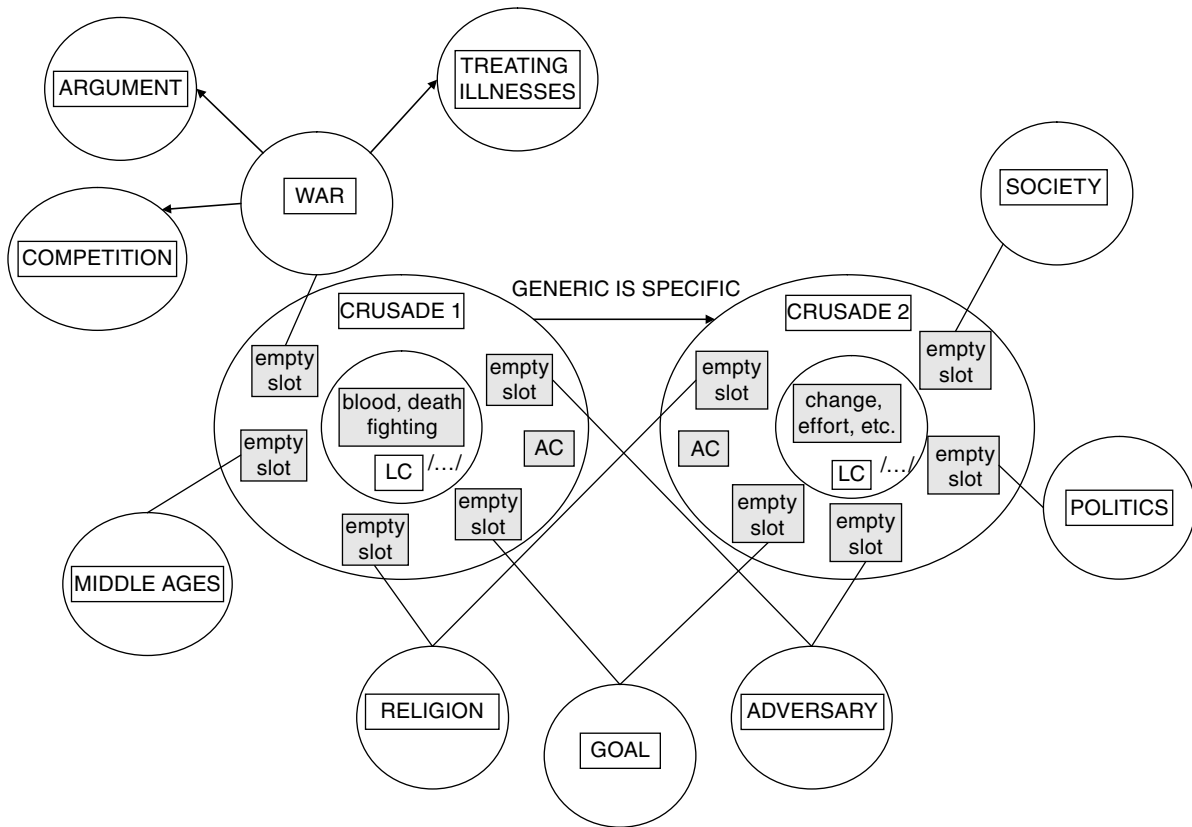 ARGUMENT
TREATING
ILLNESSES
WAR
SOCIETY
COMPETITION
GENERIC IS SPECIFIC
CRUSADE 1
CRUSADE 2
empty
slot
empty
slot
empty
slot
empty
slot
blood, death
fighting
change,
effort, etc.
empty
slot
AC
AC
empty
slot
LC /.../
LC /.../
empty
slot
empty
slot
empty
slot
empty
slot
POLITICS
MIDDLE AGES
RELIGION
ADVERSARY
GOAL